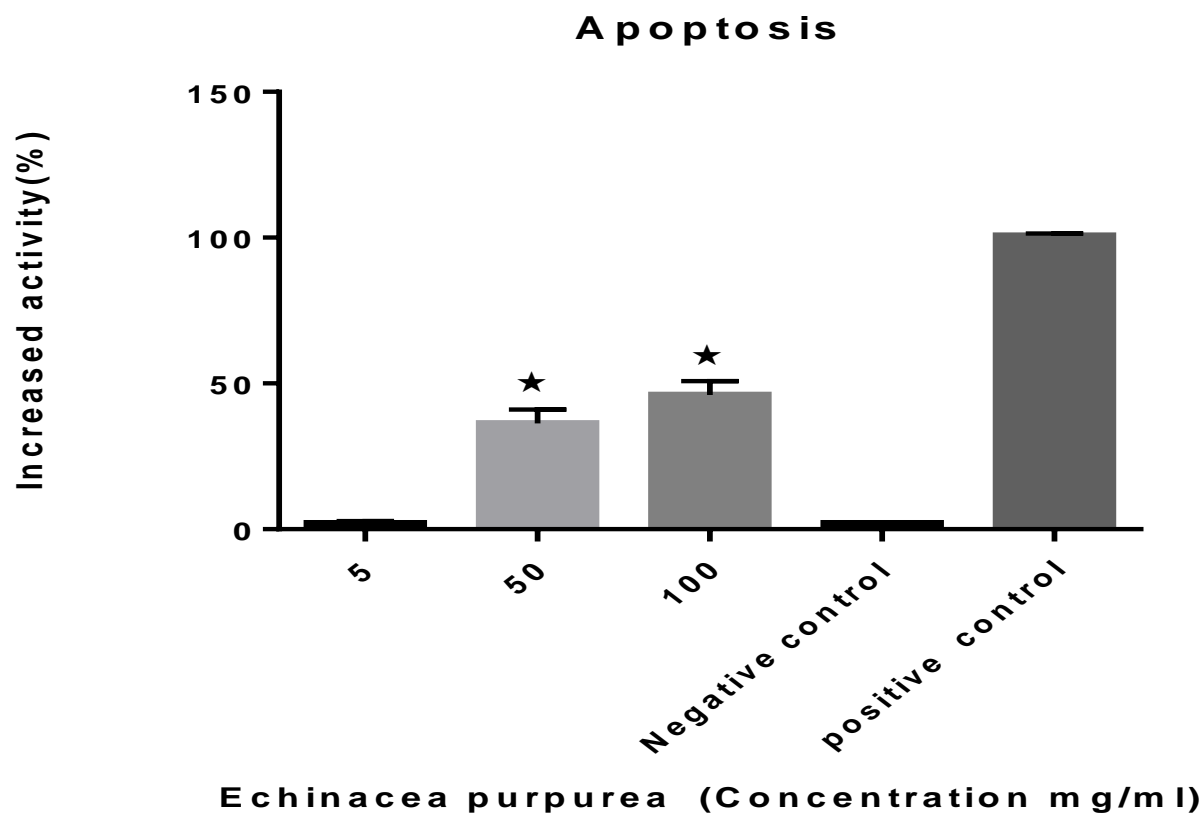 Apoptosis
Increased activity(%)
150
100
50
0
5
50
100
Negative control
positive control
Echinacea purpurea (Concentration mg/ml)